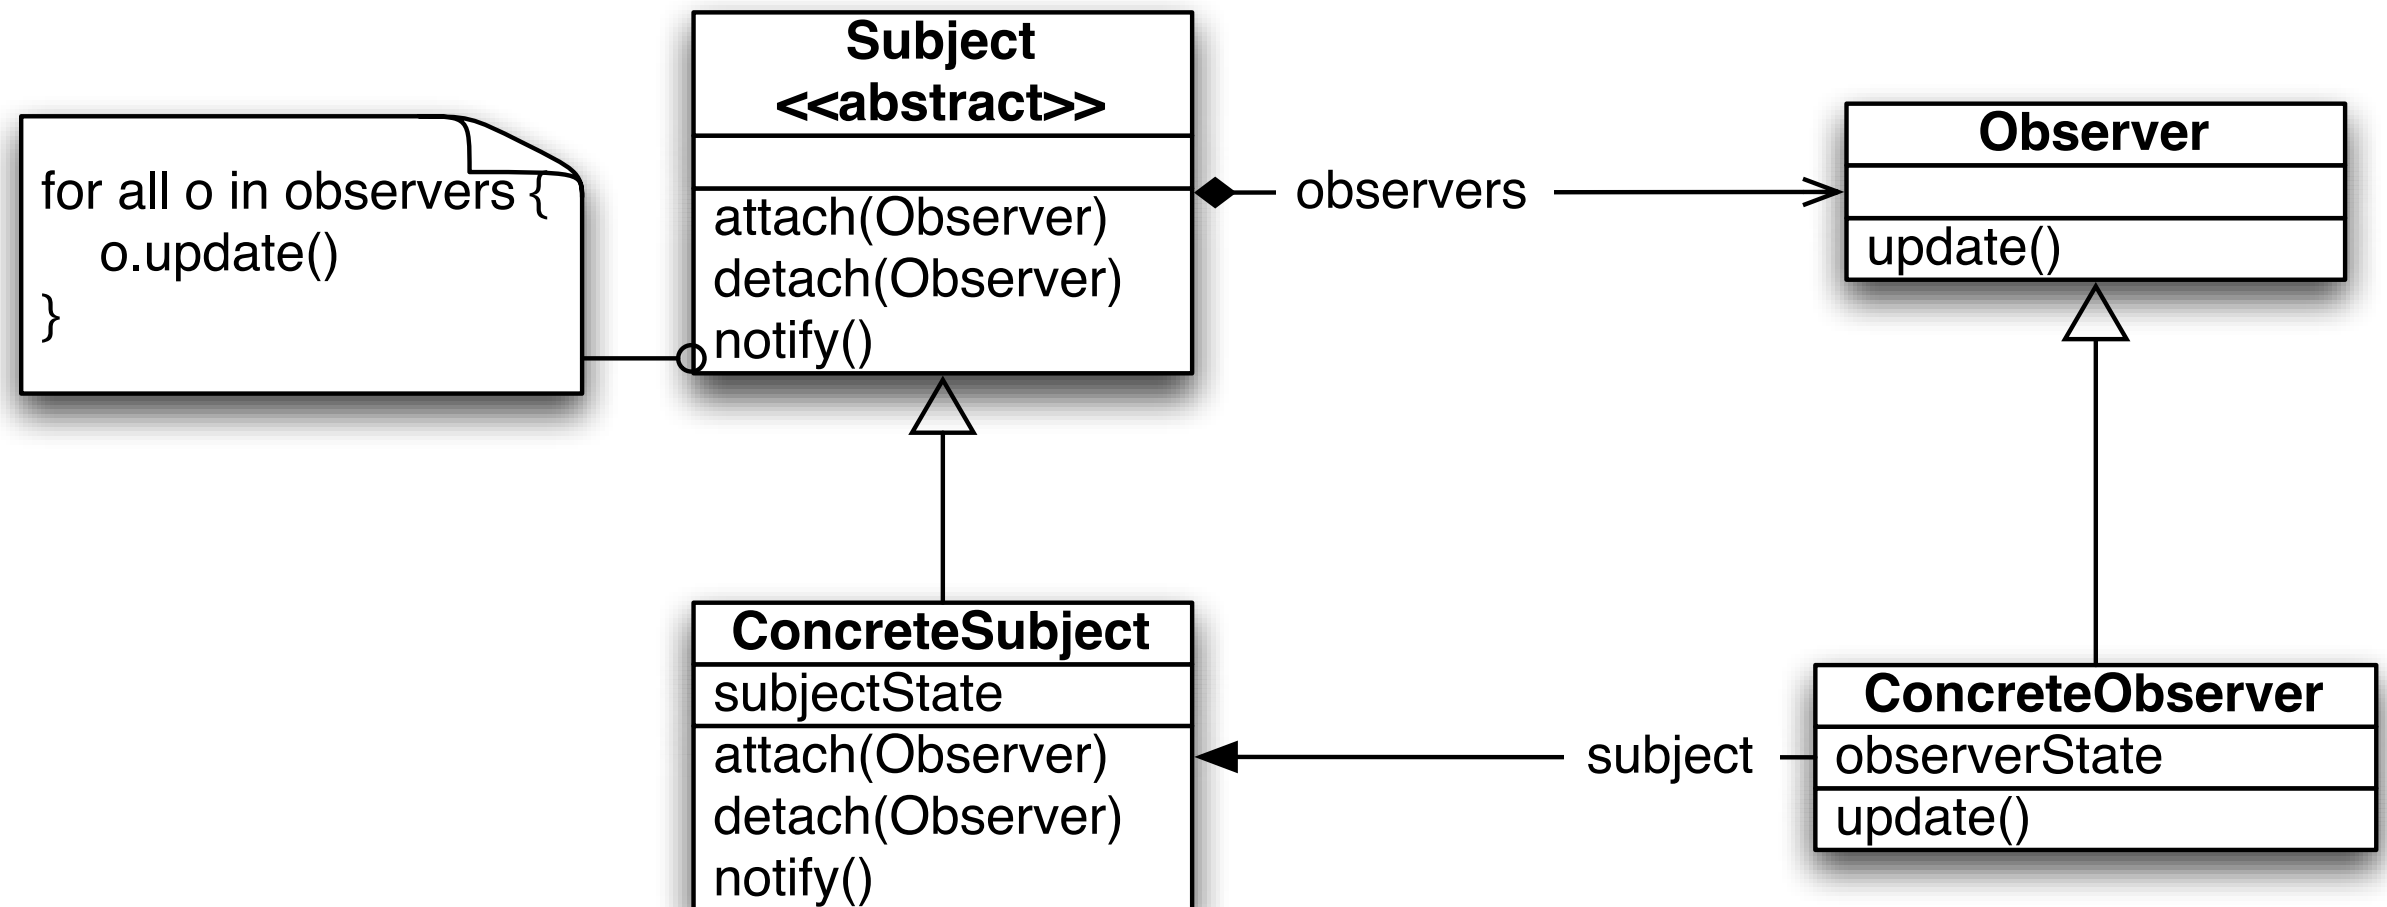 Subject
<<abstract>>
attach(Observer)
detach(Observer)
notify()
for all o in observers {
o.update()
}
observers
Observer
update()
ConcreteSubject
subjectState
attach(Observer)
detach(Observer)
notify()
subject
ConcreteObserver
observerState
update()